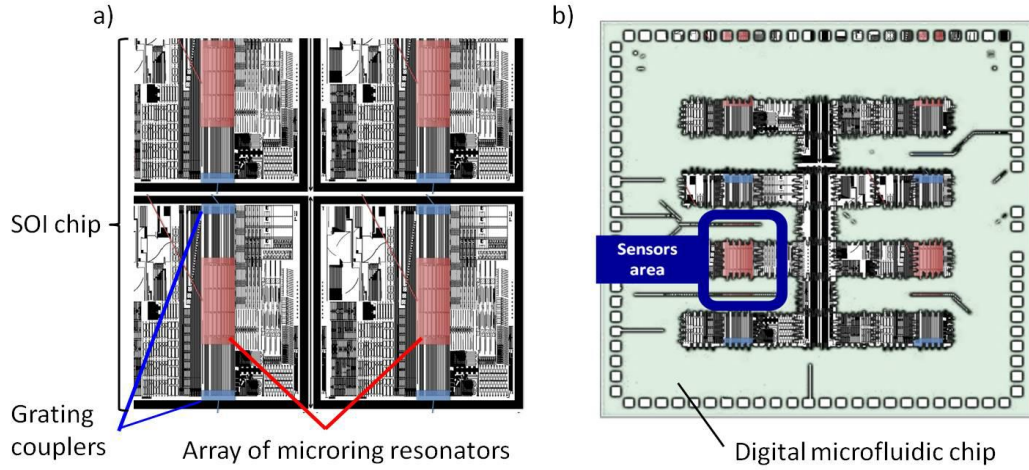 a)
b)
SOI chip
Sensors
area
Grating
couplers
Array of microring resonators
Digital microfluidic chip